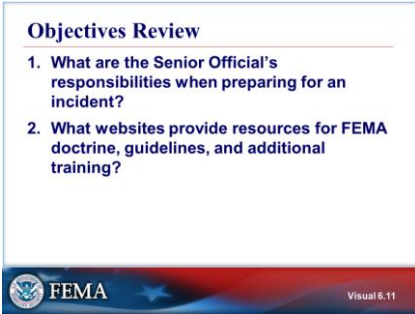 Objectives Review
1. What are the Senior Official's
responsibilities when preparing for an
incident?
2. What websites provide resources for FEMA
doctrine, guidelines, and additional
training?
FEMA
Visual 6.11